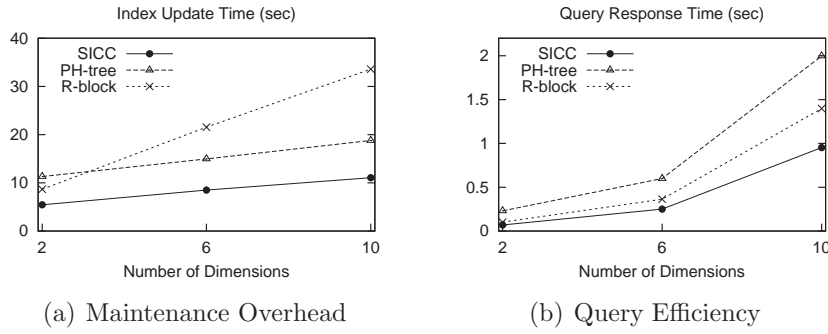 Index Update Time (sec)
40
30
20
10
0
SICC
PH-tree
R-block
2
6
10
Number of Dimensions
(a) Maintenance Overhead
Query Response Time (sec)
2
1.5
1
0.5
0
SICC
PH-tree
R-block
2
6
10
Number of Dimensions
(b) Query Efficiency